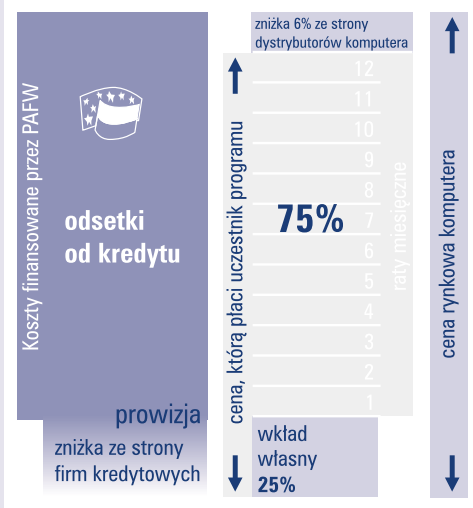 Koszty finansowane przez PAFW
odsetki
od kredytu
prowizja
zniżka ze strony
firm kredytowych
cena, którą płaci uczestnik programu
zniżka 6% ze strony
dystrybutorów komputera
12
11
10
9
8
7
6
5
4
3
2
1
75%
raty miesięczne
wkład
własny
25%
cena rynkowa komputera